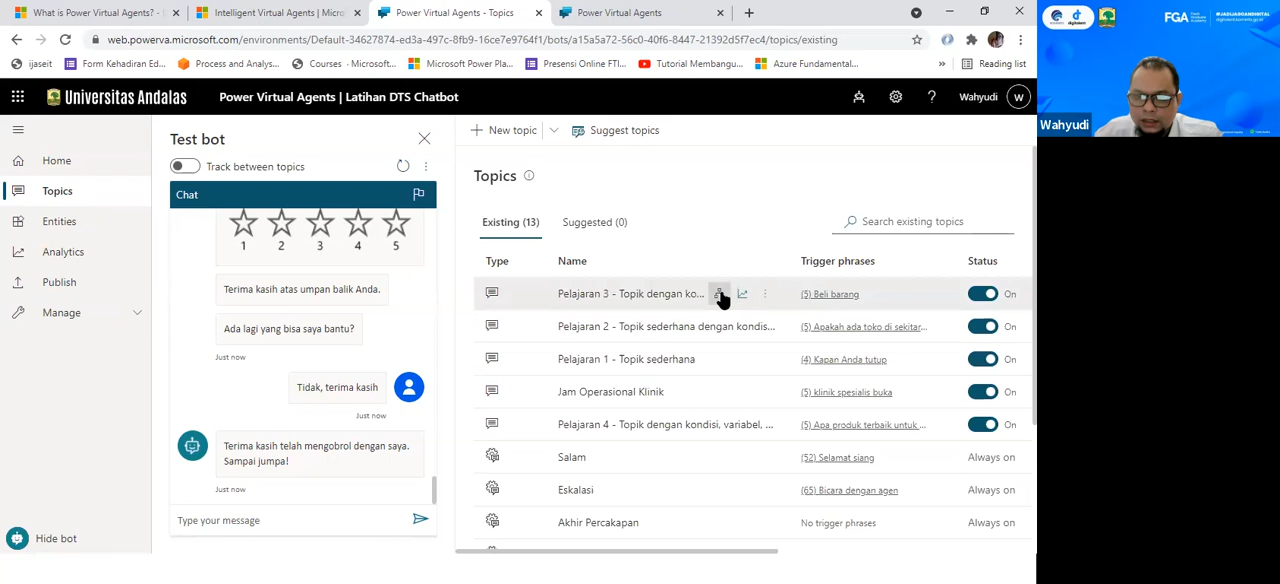 What is Power Virtual Agents? -
Intelligent Virtual Agents | Micro
Power Virtual Agents - Topics
Power Virtual Agents
web.powerva.microsoft.com/environments/Default-34627874-ed3a-497c-8fb9-16ce7e9764f1/bots/a15a5a72-56c0-40f6-8447-21392d5f7ec4/topics/existing
ijaseit
Form Kehadiran Ed...
Process and Analys...
Courses - Microsoft...
Microsoft Power Pla...
Presensi Online FTI...
Tutorial Membangu...
Azure Fundamental...
»
Reading list
FGA
Wahyudi
Universitas Andalas
Power Virtual Agents | Latihan DTS Chatbot
?
Wahyudi
W
Home
Topics
Entities
Analytics
Publish
Manage
Hide bot
Test bot
Track between topics
Chat
1 2 3 4 5
Terima kasih atas umpan balik Anda.
Ada lagi yang bisa saya bantu?
Just now
Tidak, terima kasih
Just now
Terima kasih telah mengobrol dengan saya.
Sampai jumpa!
Just now
Type your message
New topic
Suggest topics
Topics
Existing (13)
Suggested (0)
Search existing topics
Type Name Trigger phrases Status
Pelajaran 3 - Topik dengan ko... (5) Beli barang On
Pelajaran 2 - Topik sederhana dengan kondis... (5) Apakah ada toko di sekitar... On
Pelajaran 1 - Topik sederhana (4) Kapan Anda tutup On
Jam Operasional Klinik (5) klinik spesialis buka On
Pelajaran 4 - Topik dengan kondisi, variabel, ... (5) Apa produk terbaik untuk ... On
Salam (52) Selamat siang Always on
Eskalasi (65) Bicara dengan agen Always on
Akhir Percakapan No trigger phrases Always on